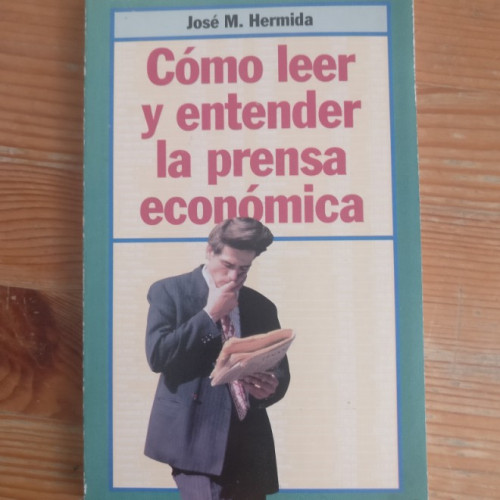 José M. Hermida
Cómo leer
y entender
la prensa
económica